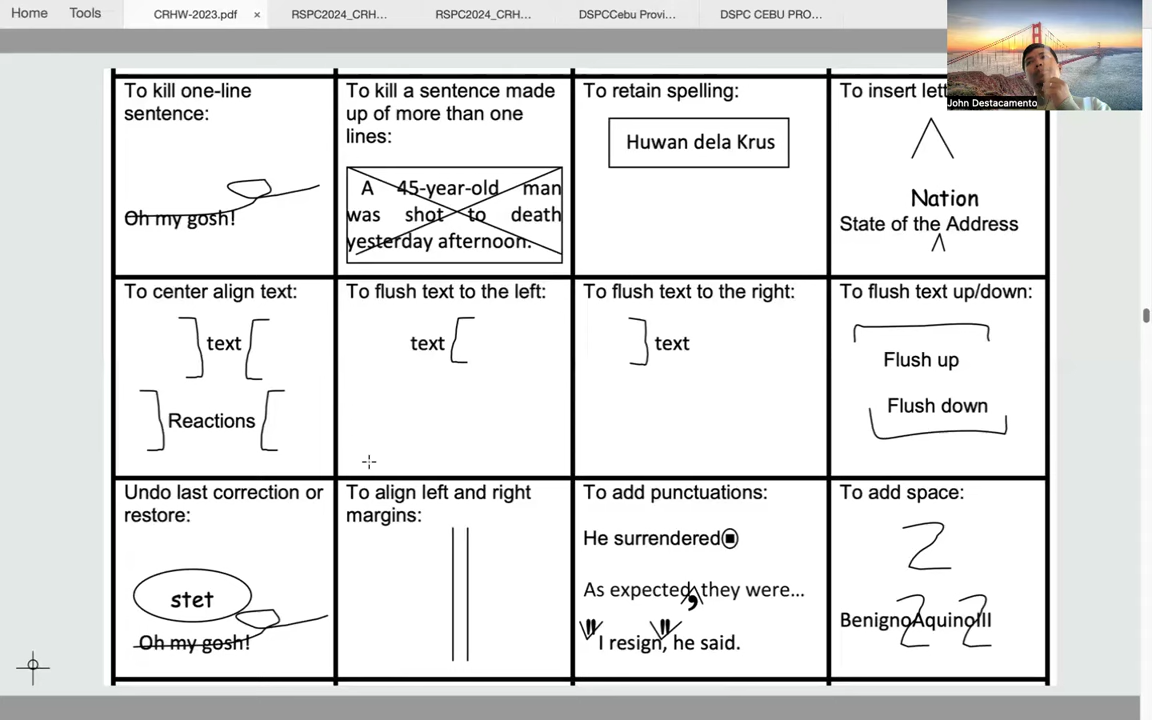 Home
Tools
CRHW-2023.pdf
×
RSPC2024_CRH...
RSPC2024_CRH...
DSPCCebu Provi...
DSPC CEBU PRO...
John Destacamento
To kill one-line
sentence:
Oh my gosh!
To kill a sentence made
up of more than one
lines:
A 45-year-old man
was shot to death
yesterday afternoon.
To retain spelling:
Huwan dela Krus
To insert lett
Nation
State of the Address
To center align text:
text
Reactions
To flush text to the left:
text
To flush text to the right:
text
To flush text up/down:
Flush up
Flush down
Undo last correction or
restore:
stet
Oh my gosh!
To align left and right
margins:
To add punctuations:
He surrendered
As expected, they were...
"I resign", he said.
To add space:
BenignoAquinoIII